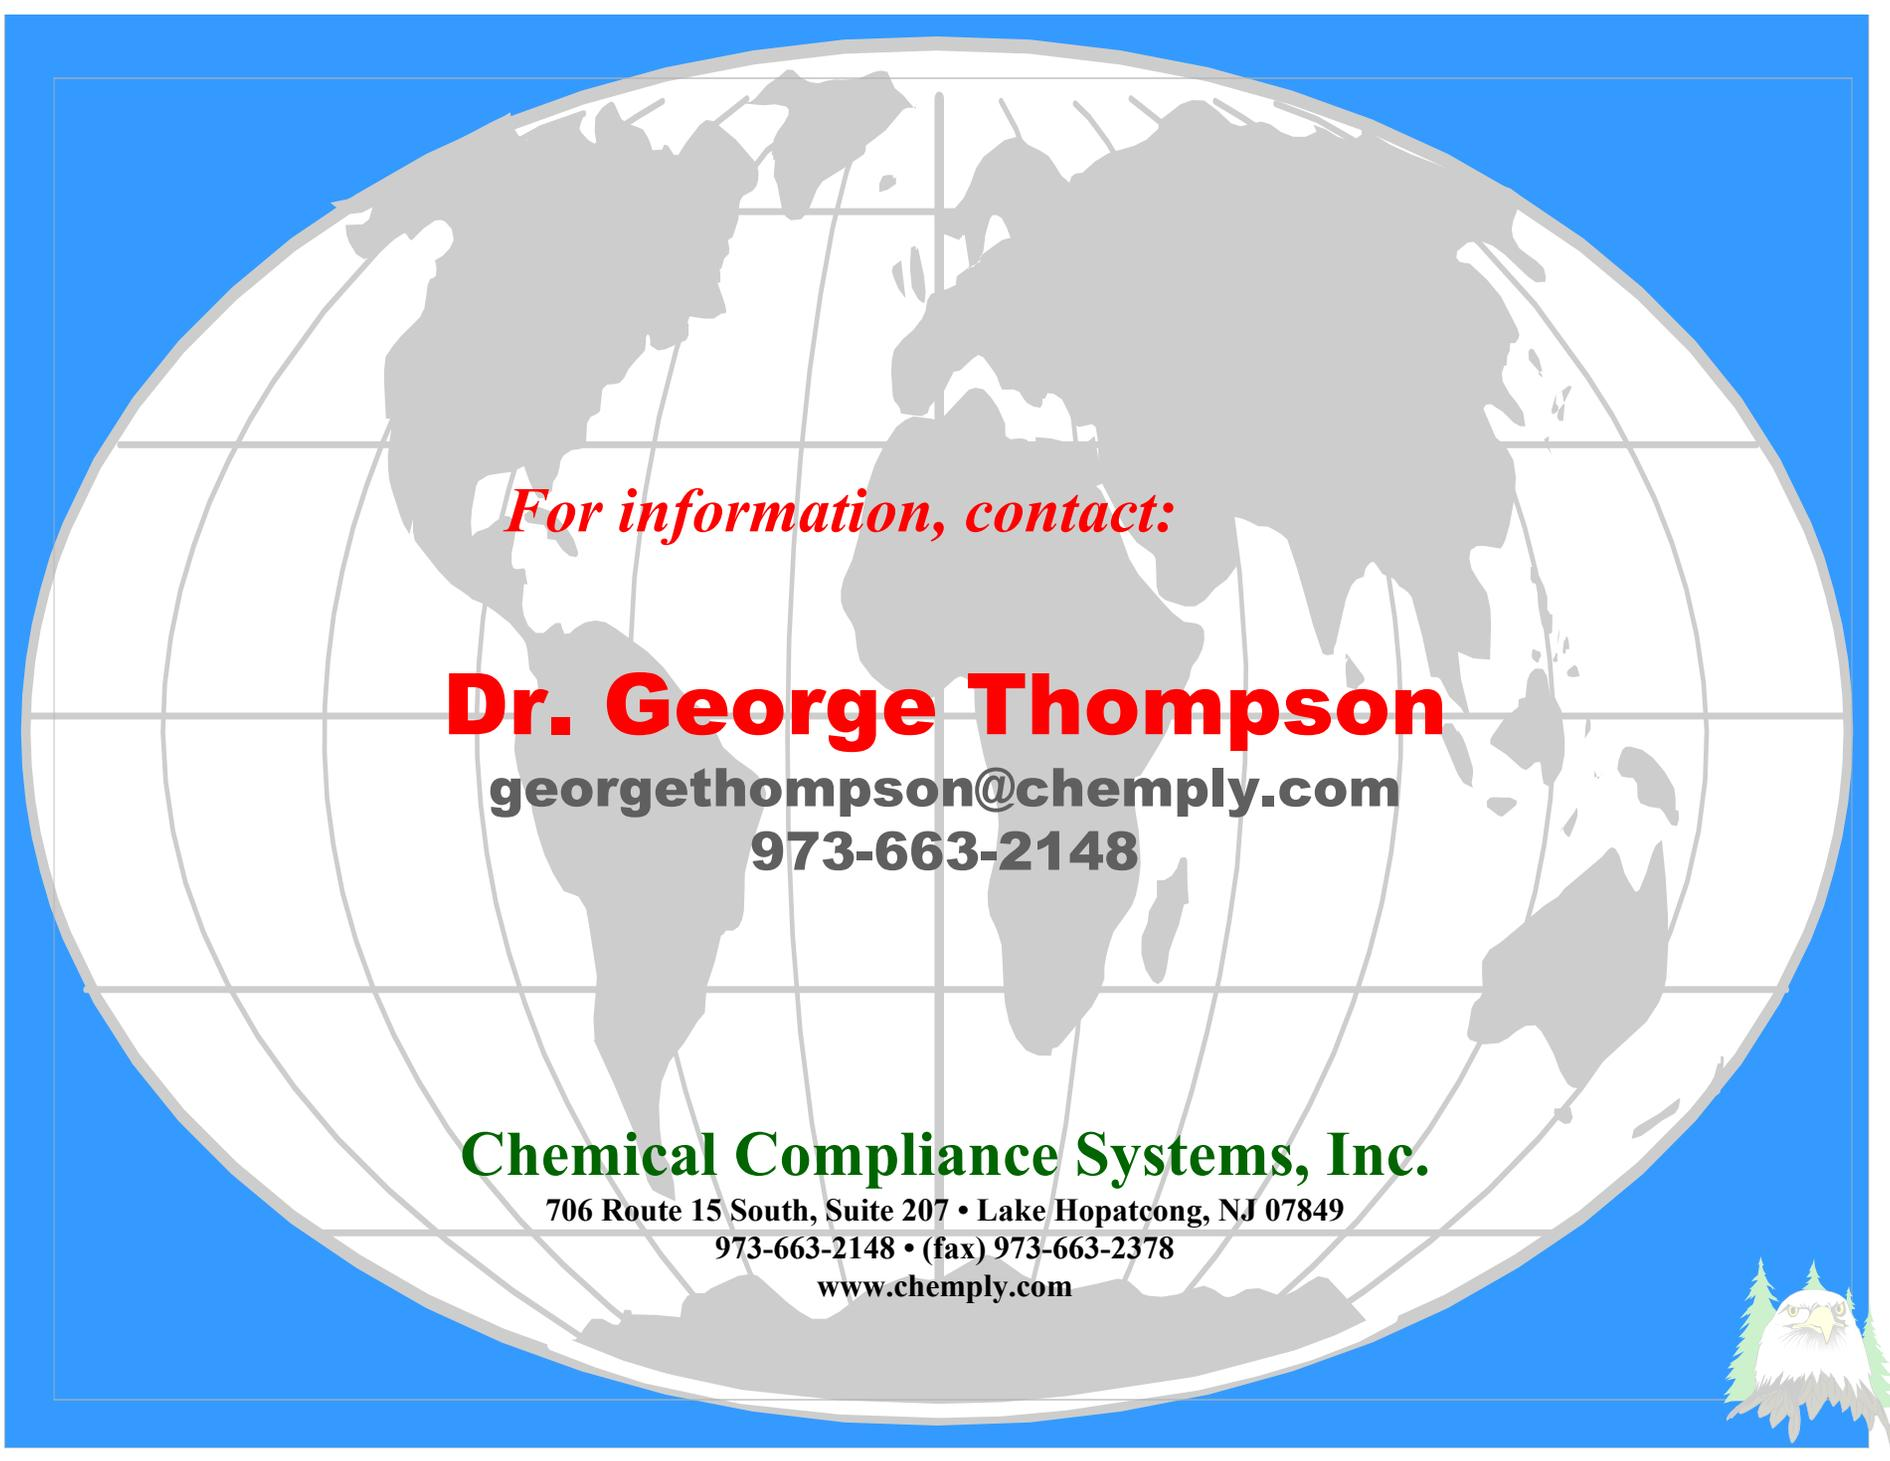 For information, contact:
Dr. George Thompson
georgethompson@chemply.com
973-663-2148
Chemical Compliance Systems, Inc.
706 Route 15 South, Suite 207 • Lake Hopatcong, NJ 07849
973-663-2148 • (fax) 973-663-2378
www.chemply.com